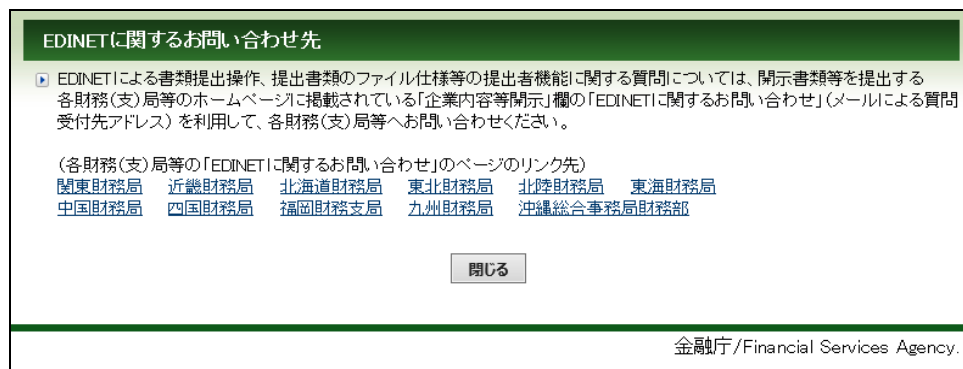 EDINETに関するお問い合わせ先
EDINETによる書類提出操作、提出書類のファイル仕様等の提出者機能に関する質問については、開示書類等を提出する
各財務(支)局等のホームページに掲載されている「企業内容等開示」欄の「EDINETに関するお問い合わせ」(メールによる質問
受付先アドレス) を利用して、各財務(支)局等へお問い合わせください。
(各財務(支)局等の「EDINETに関するお問い合わせ」のページのリンク先)
関東財務局 近畿財務局 北海道財務局 東北財務局 北陸財務局 東海財務局
中国財務局 四国財務局 福岡財務支局 九州財務局 沖縄総合事務局財務部
閉じる
金融庁/Financial Services Agency.